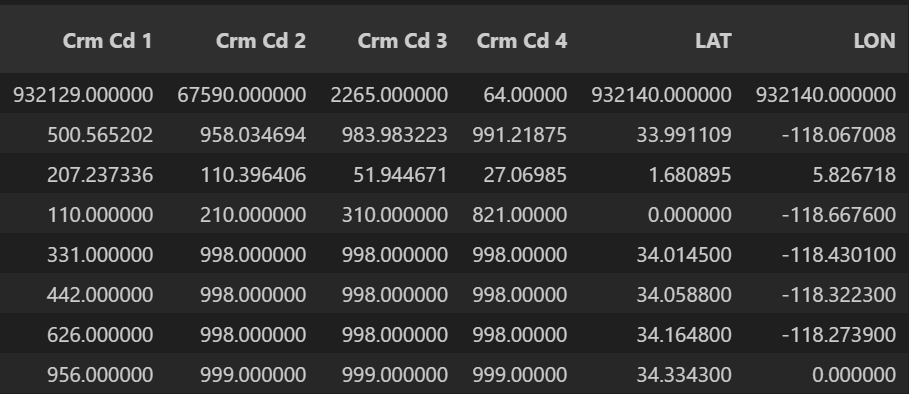 Crm Cd 1 Crm Cd 2 Crm Cd 3 Crm Cd 4 LAT LON
932129.000000 67590.000000 2265.000000 64.00000 932140.000000 932140.000000
500.565202 958.034694 983.983223 991.21875 33.991109 -118.067008
207.237336 110.396406 51.944671 27.06985 1.680895 5.826718
110.000000 210.000000 310.000000 821.00000 0.000000 -118.667600
331.000000 998.000000 998.000000 998.00000 34.014500 -118.430100
442.000000 998.000000 998.000000 998.00000 34.058800 -118.322300
626.000000 998.000000 998.000000 998.00000 34.164800 -118.273900
956.000000 999.000000 999.000000 999.00000 34.334300 0.000000